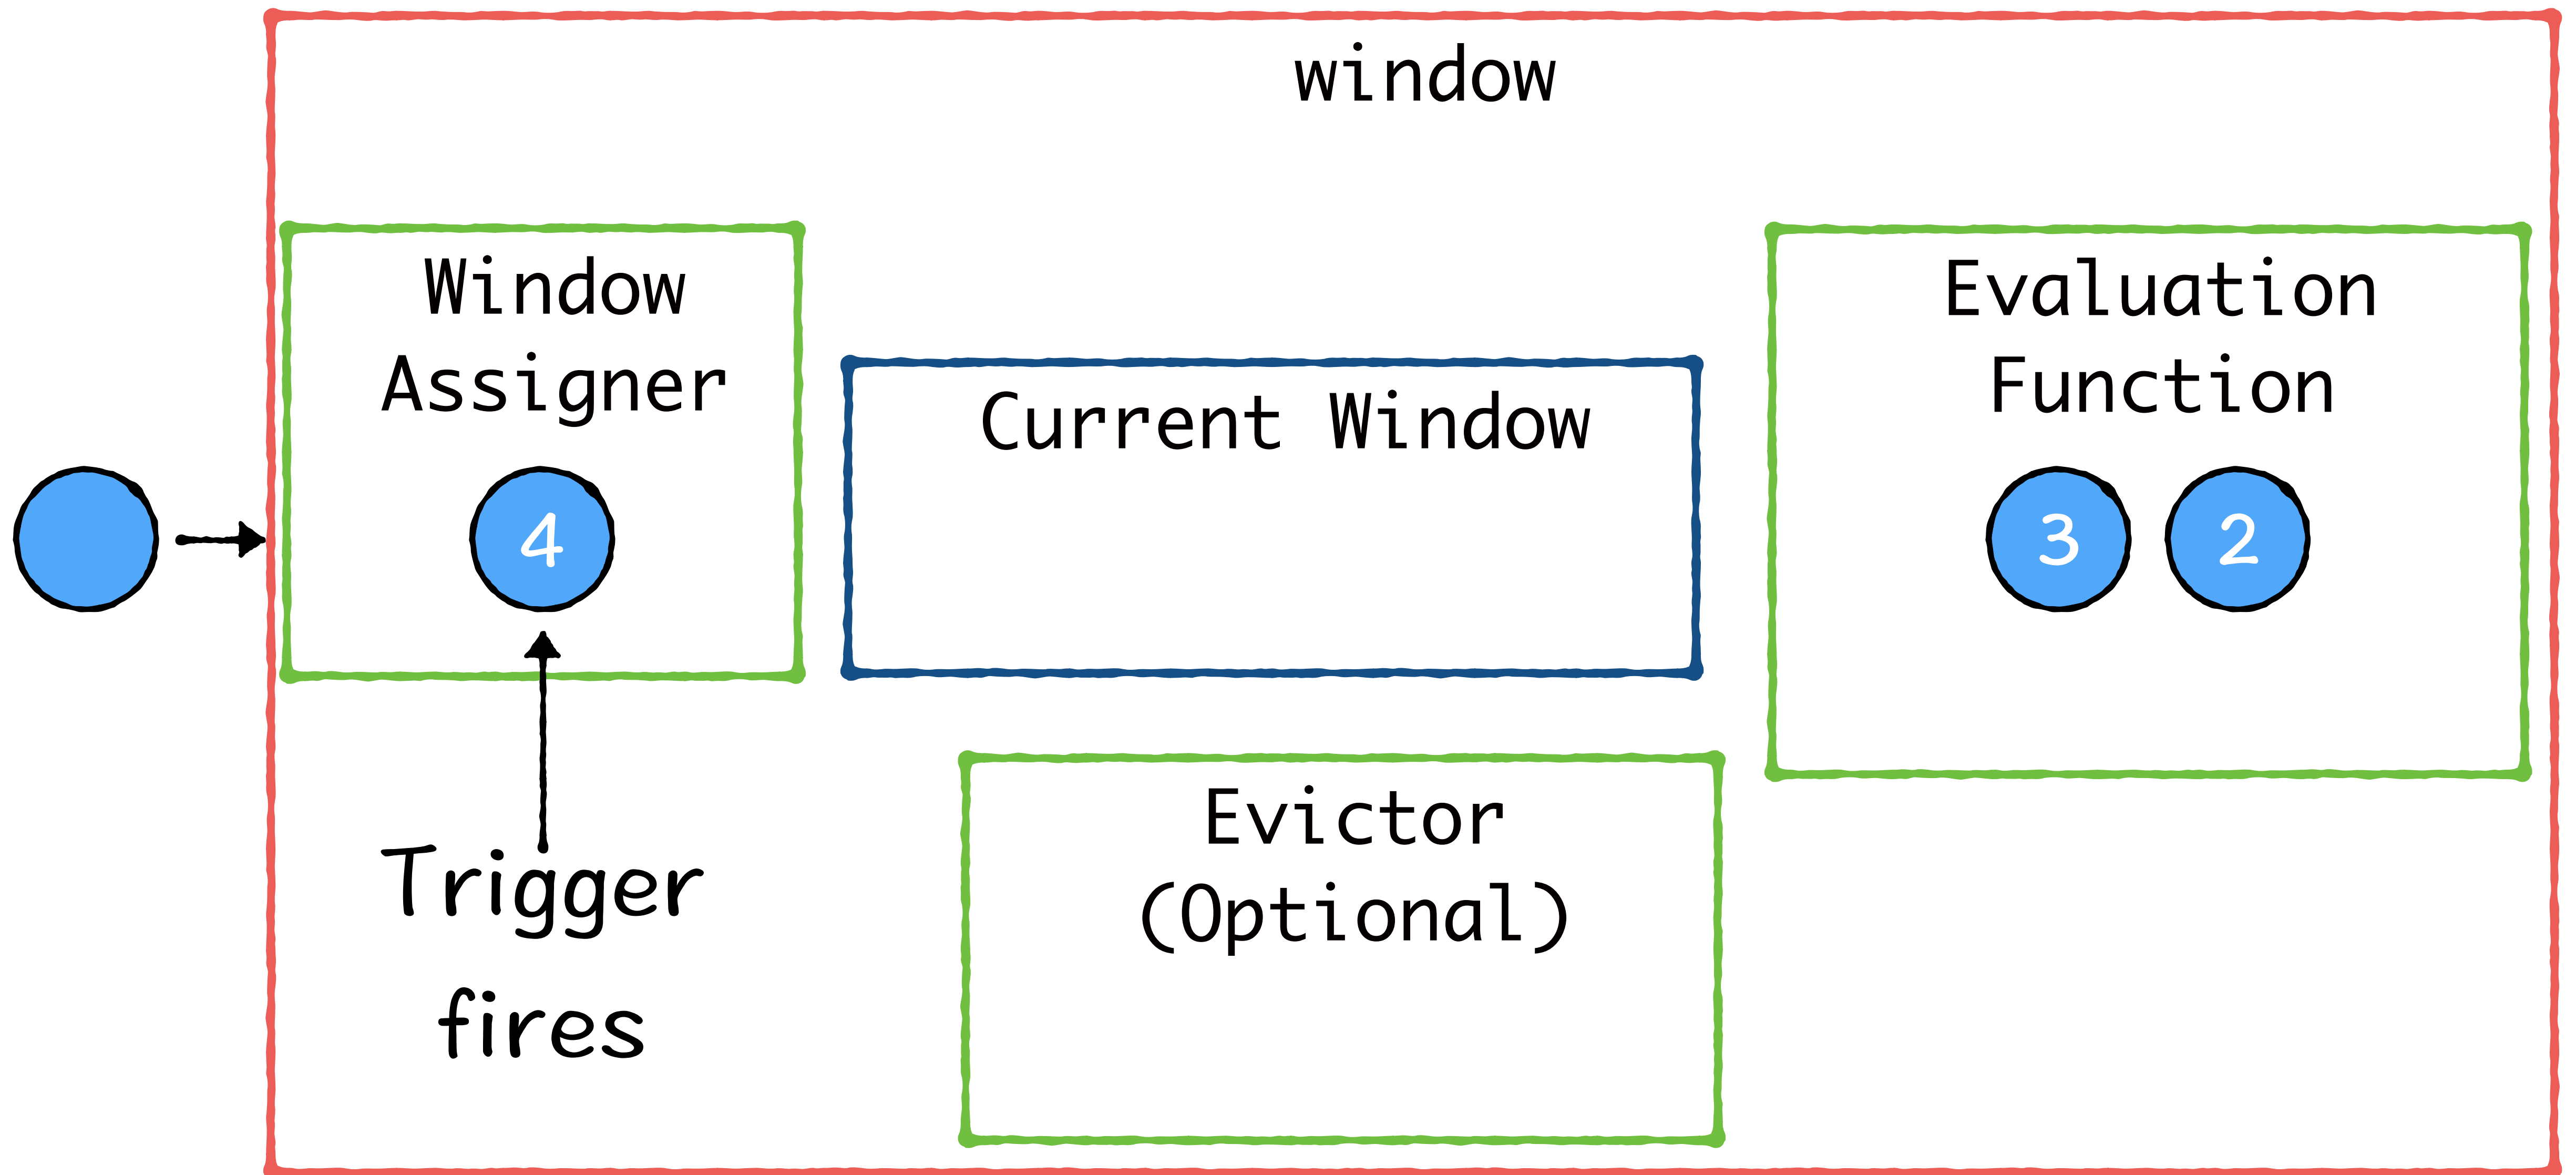 window
Window
Assigner
4
Current Window
Evaluation
Function
3 2
Evictor
(Optional)
Trigger
fires